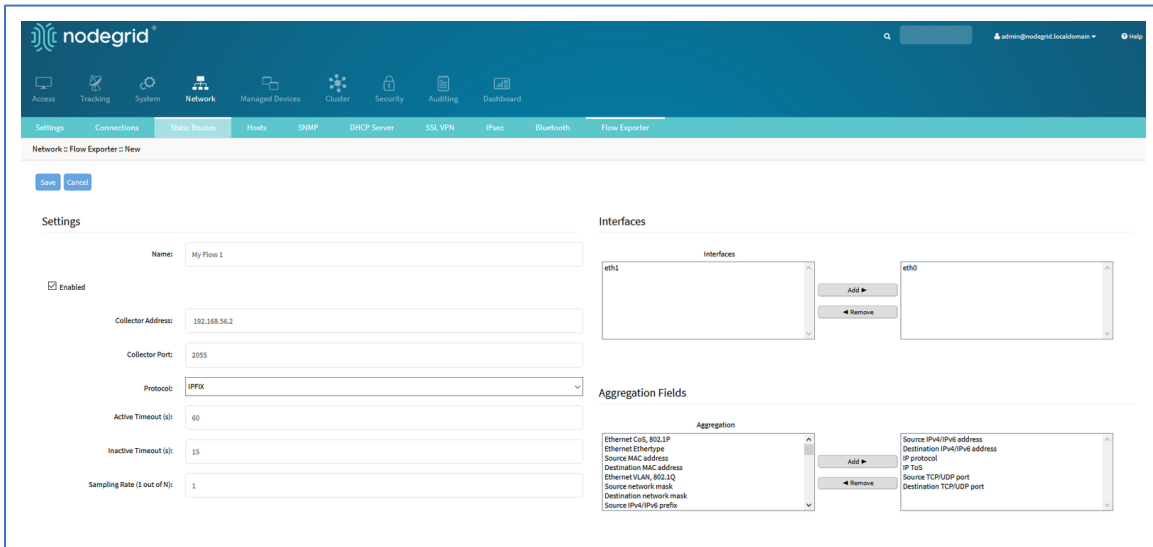 nodegrid®
admin@nodegrid.localdomain
Help
Access Tracking System Network Managed Devices Cluster Security Auditing Dashboard
Settings Connections Static Routes Hosts SNMP DHCP Server SSL VPN IPsec Bluetooth Flow Exporter
Network :: Flow Exporter :: New
Save Cancel
Settings
Name: My Flow 1
Enabled
Collector Address: 192.168.56.2
Collector Port: 2055
Protocol: IPFIX
Active Timeout (s): 60
Inactive Timeout (s): 15
Sampling Rate (1 out of N): 1
Interfaces
Interfaces
eth1
Add ►
◄ Remove
eth0
Aggregation Fields
Aggregation
Ethernet CoS, 802.1P
Ethernet Ethertype
Source MAC address
Destination MAC address
Ethernet VLAN, 802.1Q
Source network mask
Destination network mask
Source IPv4/IPv6 prefix
Add ►
◄ Remove
Source IPv4/IPv6 address
Destination IPv4/IPv6 address
IP protocol
IP ToS
Source TCP/UDP port
Destination TCP/UDP port